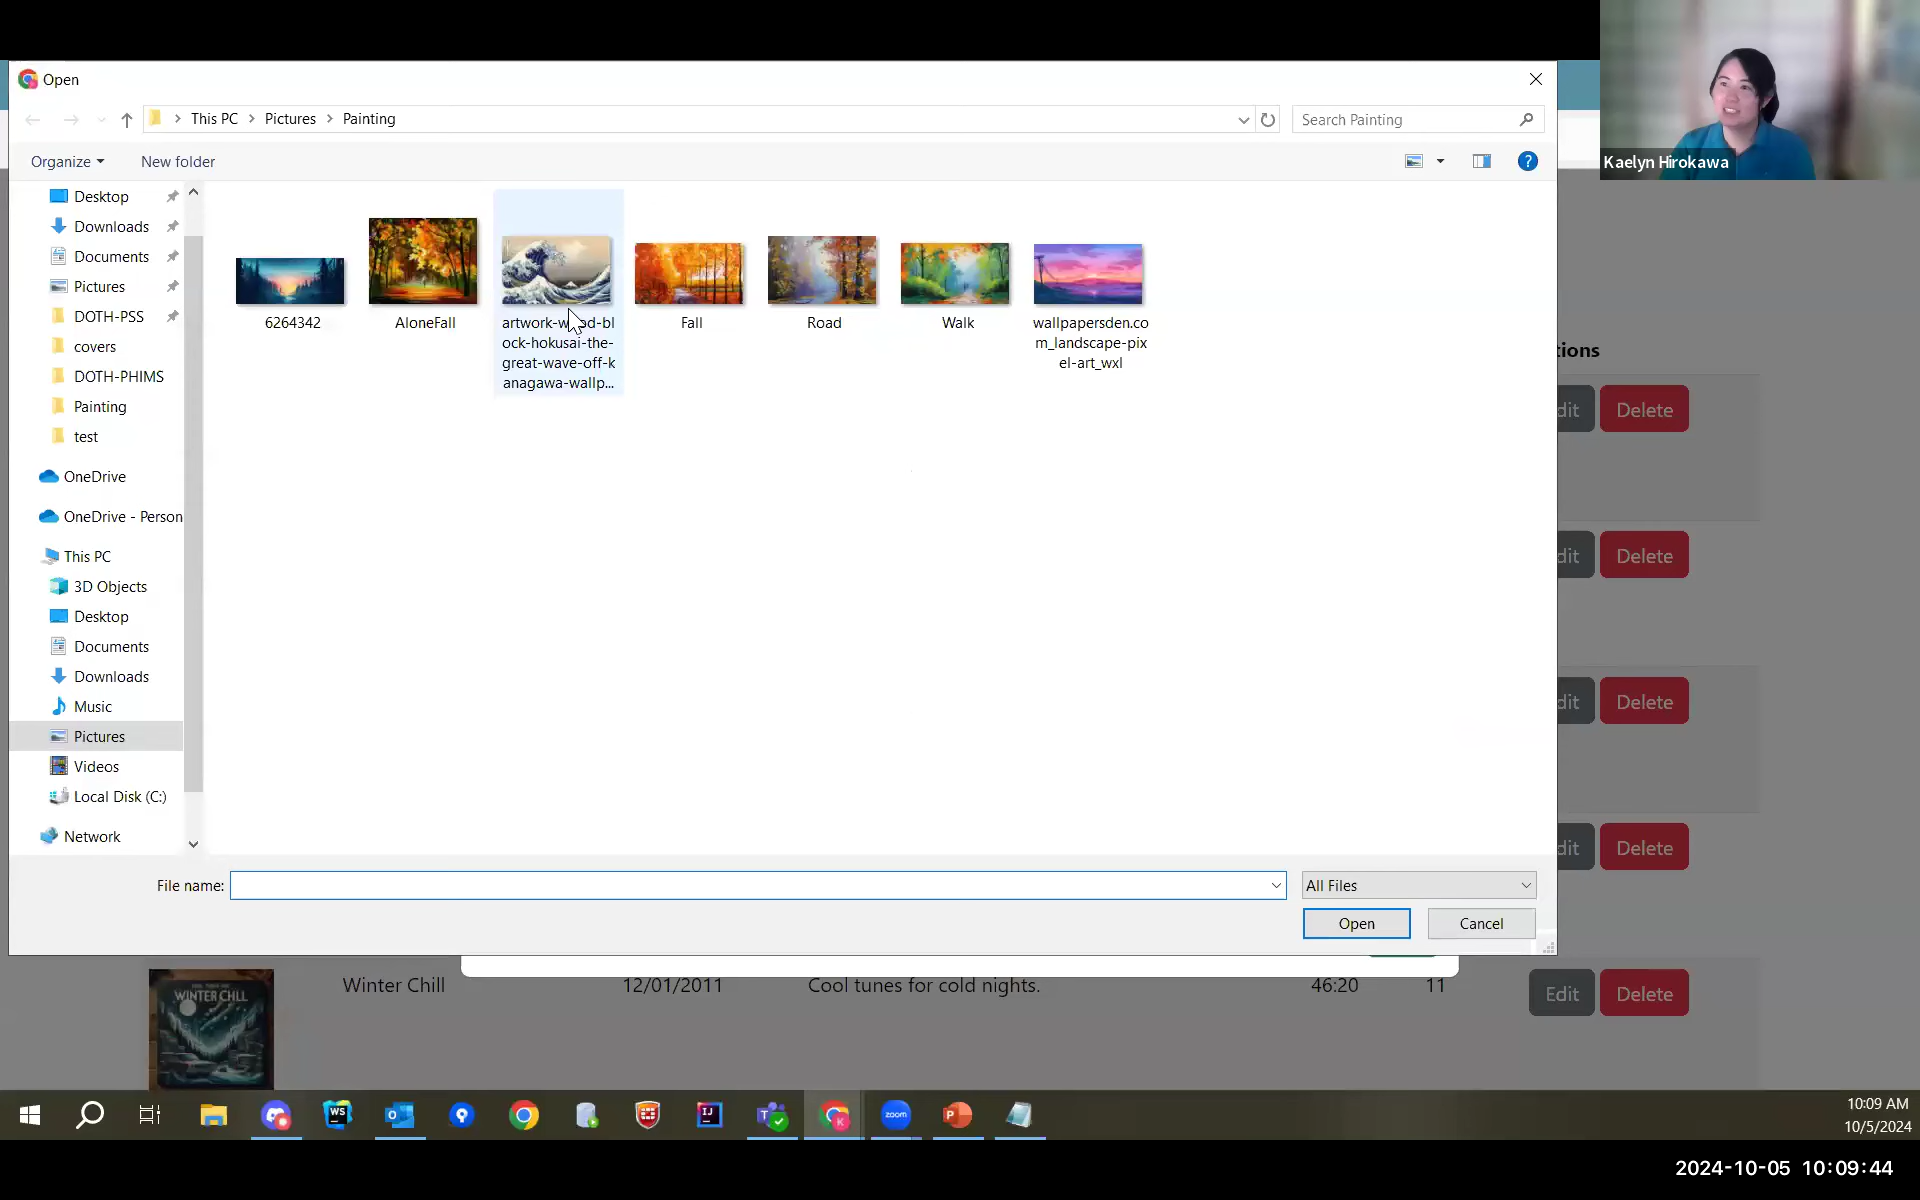 Open
This PC
Pictures
Painting
Search Painting
Kaelyn Hirokawa
Organize
New folder
Desktop
Downloads
Documents
Pictures
DOTH-PSS
covers
DOTH-PHIMS
Painting
test
OneDrive
OneDrive - Person
This PC
3D Objects
Desktop
Documents
Downloads
Music
Pictures
Videos
Local Disk (C:)
Network
6264342
AloneFall
artwork-w
od-bl
ock-hokusai-the-
great-wave-off-k
anagawa-wallp...
Fall
Road
Walk
wallpapersden.co
m_landscape-pix
el-art_wxl
tions
dit Delete
dit Delete
dit Delete
dit Delete
File name:
All Files
Open
Cancel
WINTER CHILL
Winter Chill
12/01/2011
Cool tunes for cold nights.
46:20
11
Edit Delete
WS
IJ
zoom
P
K
10:09 AM
10/5/2024
2024-10-05 10:09:44